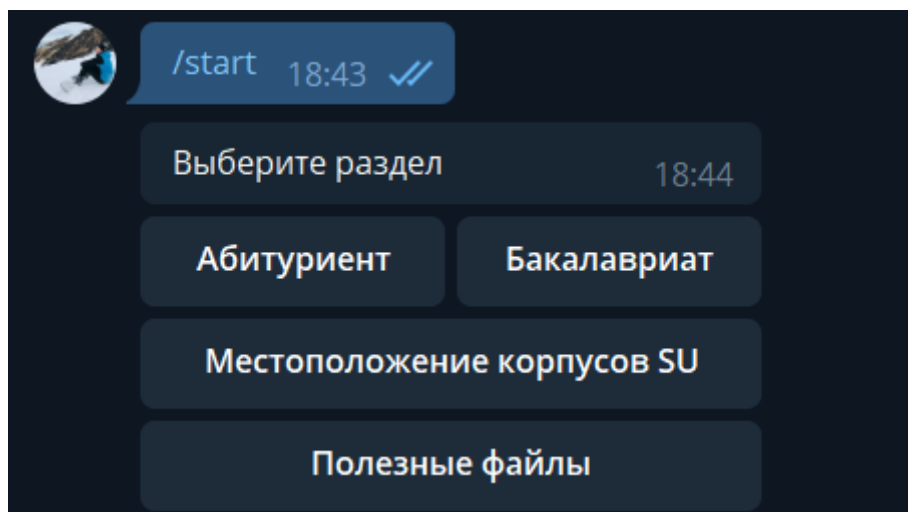 /start 18:43
Выберите раздел 18:44
Абитуриент Бакалавриат
Местоположение корпусов SU
Полезные файлы